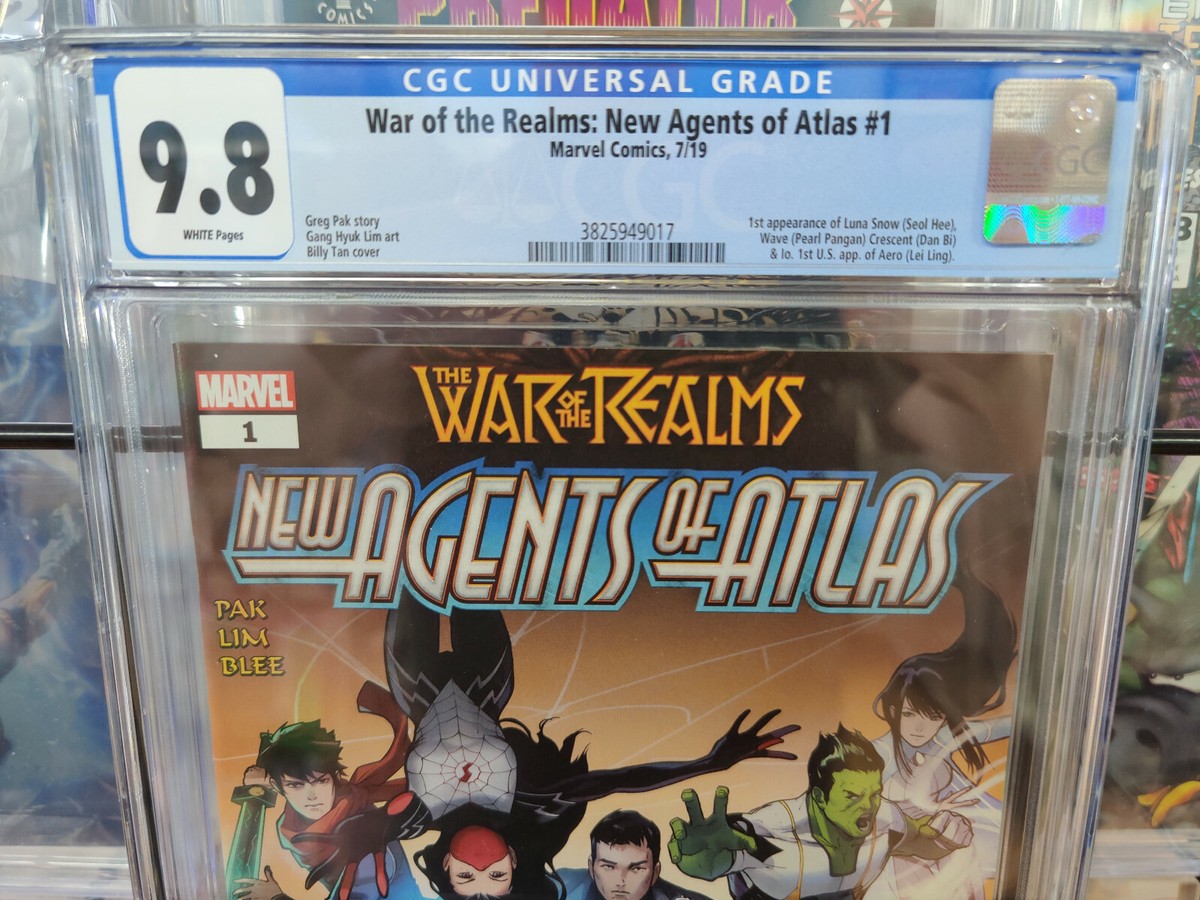 COMICS
PREDATOR
CGC UNIVERSAL GRADE
9.8
WHITE Pages
War of the Realms: New Agents of Atlas #1
Marvel Comics, 7/19
Greg Pak story
Gang Hyuk Lim art
Billy Tan cover
3825949017
1st appearance of Luna Snow (Seol Hee),
Wave (Pearl Pangan) Crescent (Dan Bi)
& Io. 1st U.S. app. of Aero (Lei Ling).
CGC
MARVEL
1
THE WAR OF THE REALMS
NEW AGENTS OF ATLAS
PAK
LIM
BLEE